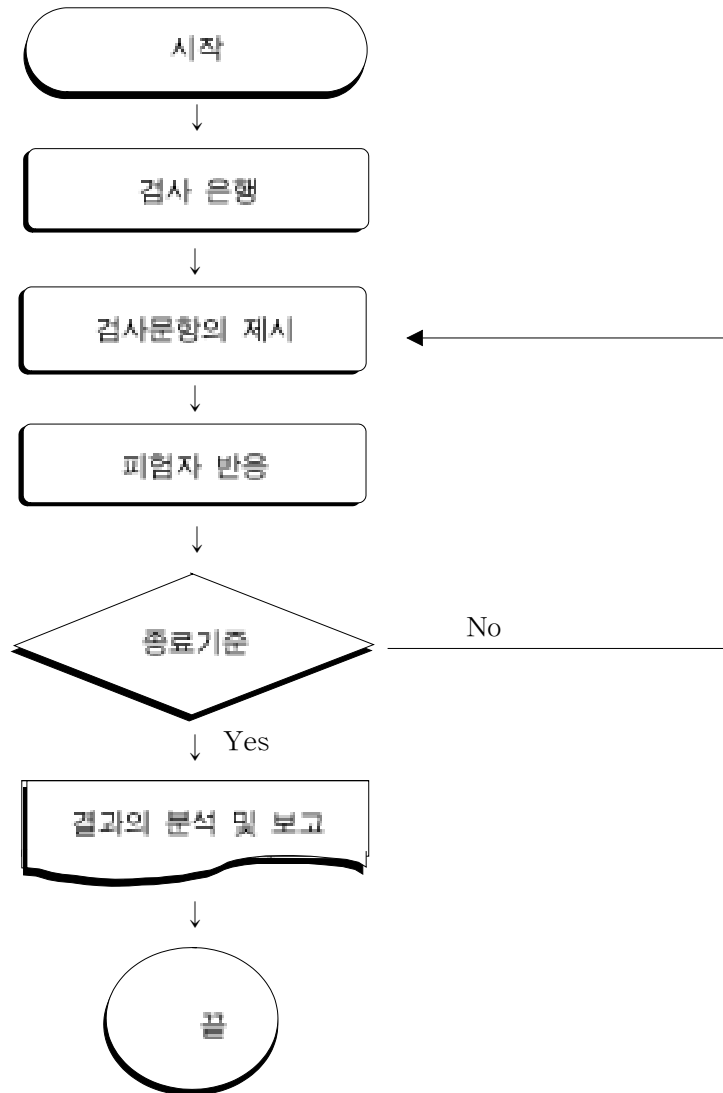 시작
검사 은행
검사문항의 제시
피험자 반응
종료기준
No
Yes
결과의 분석 및 보고
끝